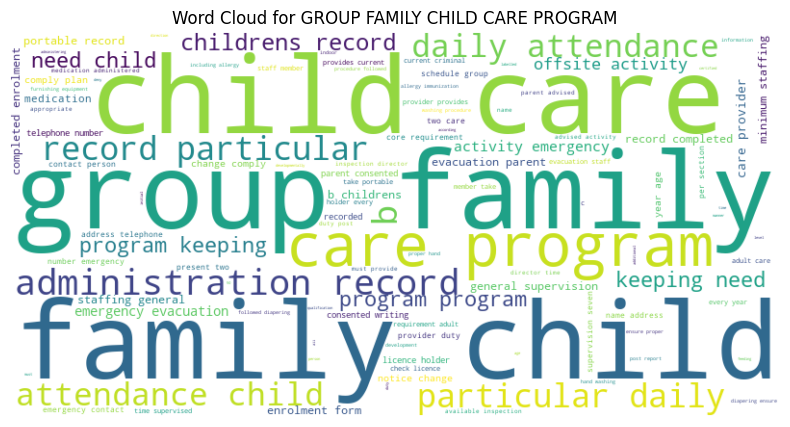 Word Cloud for GROUP FAMILY CHILD CARE PROGRAM
portable record
childrens record
daily attendance
need child
offsite activity
comply plan
medication administered
medication
appropriate
completed enrolment
child care
including allergy
staff member
provides current
procedure followed
current criminal
schedule group
allergy immunization
parent advised
information
minimum staffing
care provider
furnishing equipment
provider provides
two care
name
telephone number
core requirement
advised activity
record completed
record particular
activity emergency
contact person
change comply
inspection director
evacuation parent
evacuation staff
parent consented
take portable
member take
b childrens
holder every
recorded
duty post
year age
per section
group family
b
address telephone
program keeping
care program
number emergency
present two
proper hand
must provide
adult care
director time
administration record
general supervision
keeping need
staffing general
program program
emergency evacuation
followed diapering
consented writing
requirement adult
provider duty
development
supervision seven
name address
every year
ensure proper
family child
licence holder
check licence
post report
notice change
hand washing
attendance child
particular daily
emergency contact
time supervised
enrolment form
available inspection
diapering ensure